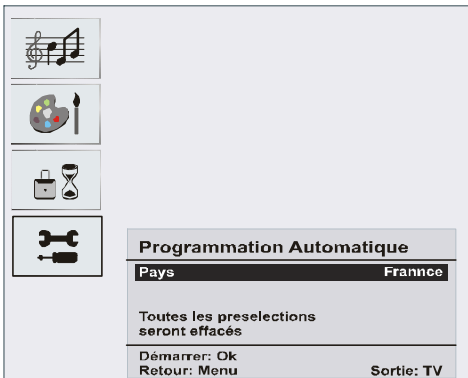 Programmation Automatique
Pays Frannce
Toutes les preselections
seront effacés
Démarrer: Ok
Retour: Menu Sortie: TV